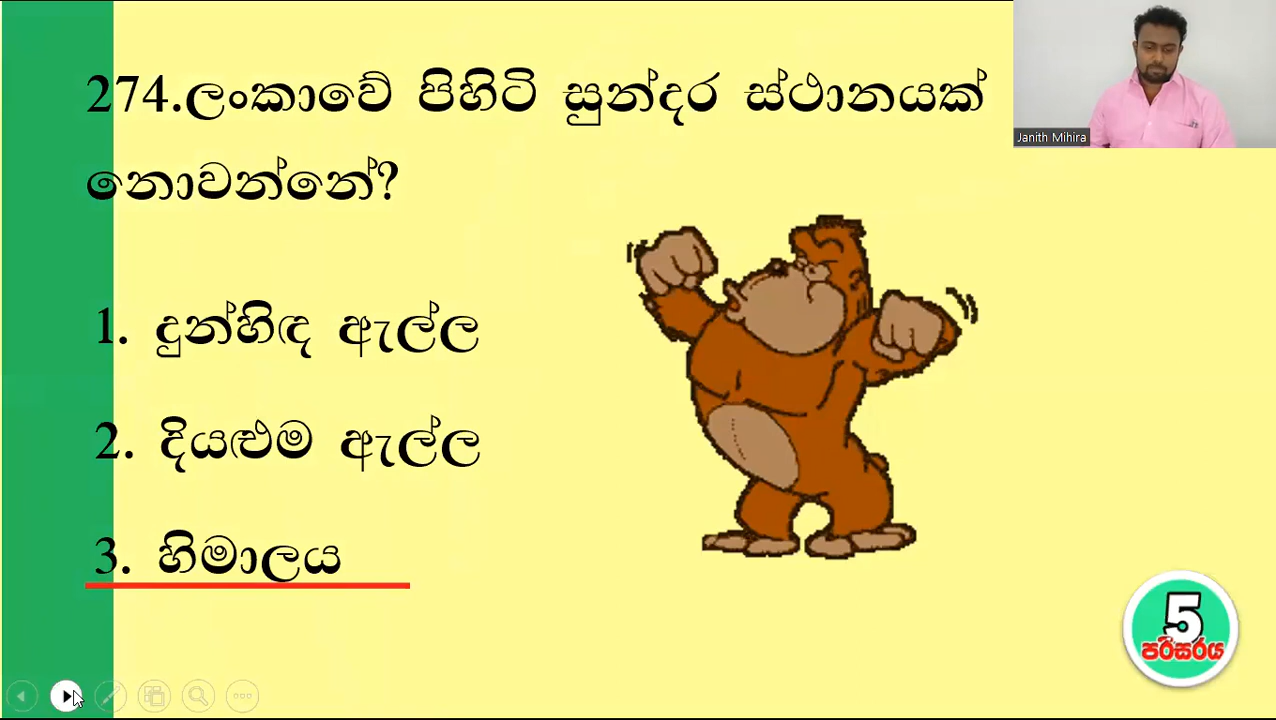 274.ලංකාවේ පිහිටි සුන්දර ස්ථානයක්
නොවන්නේ?
1. දුන්හිඳ ඇල්ල
2. දියළුම ඇල්ල
3. හිමාලය
Janith Mihira
5
පරිසරය